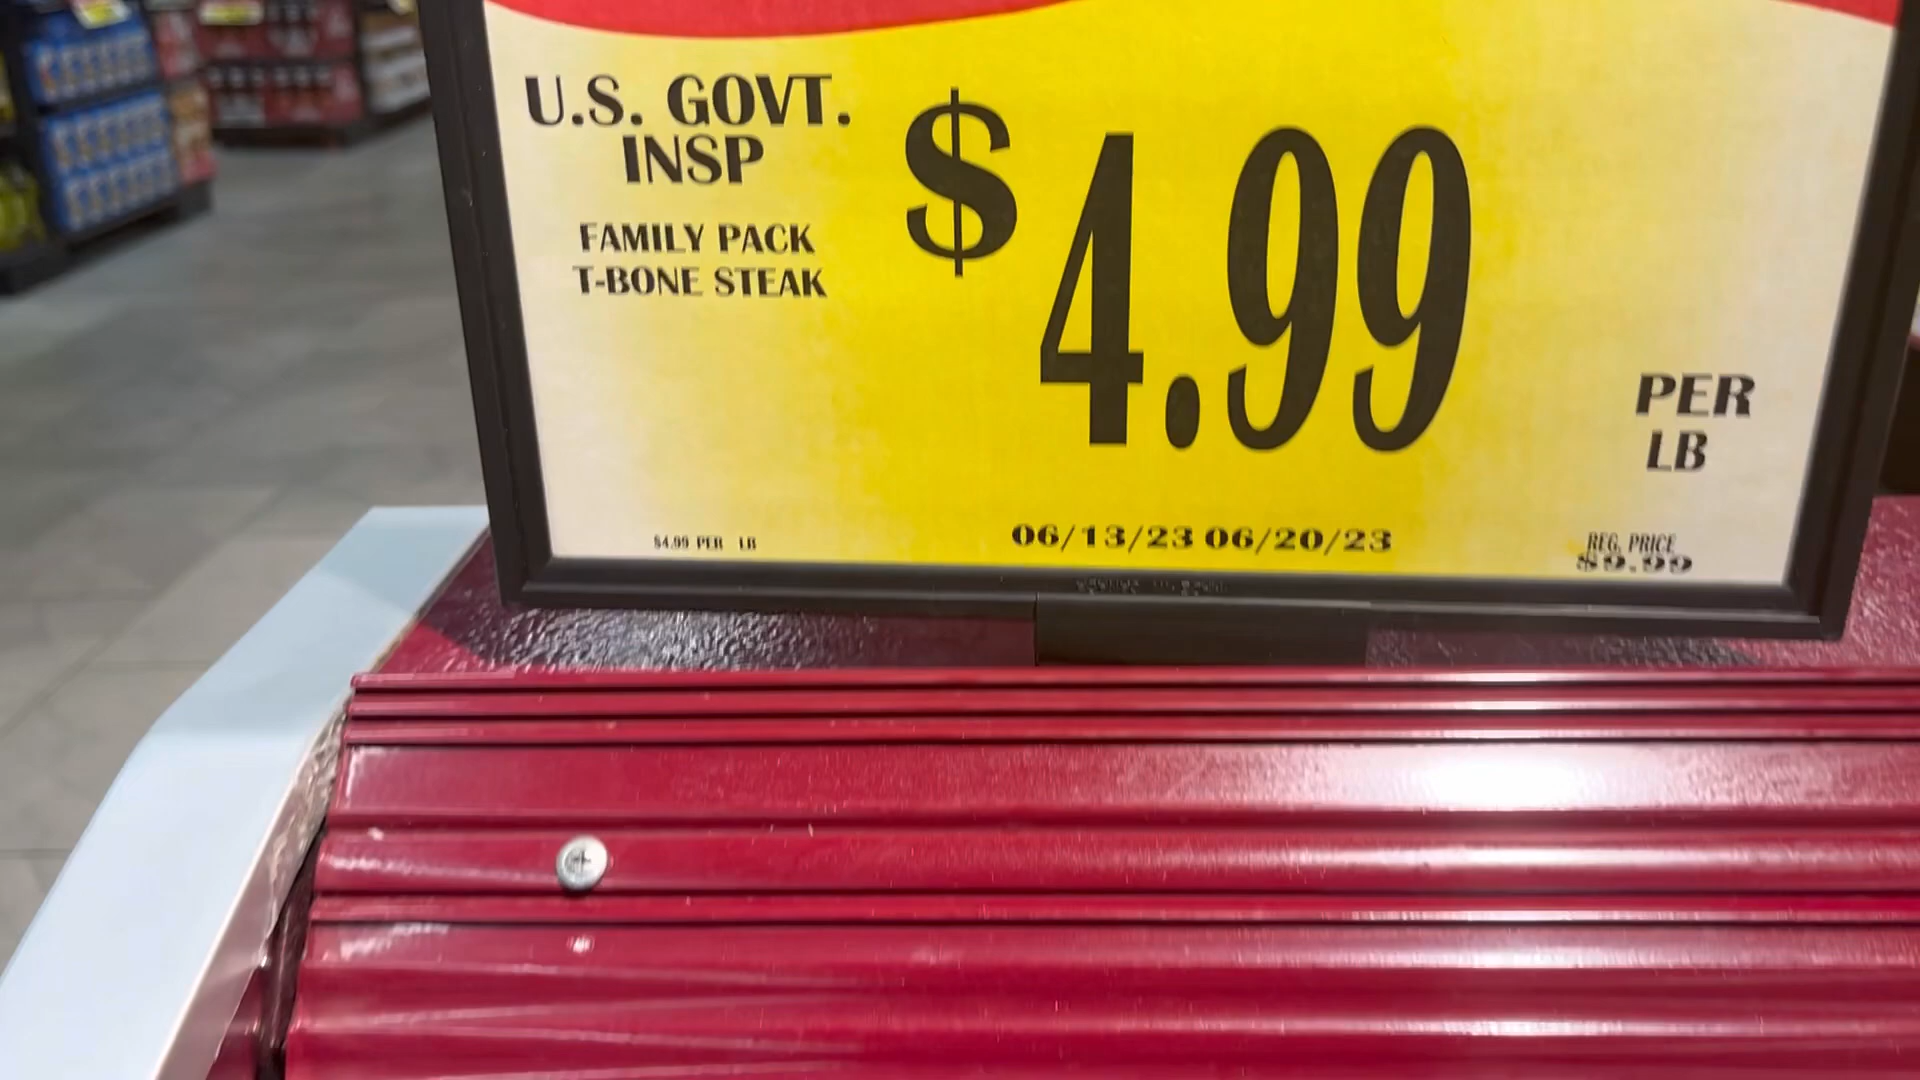 U.S. GOVT.
INSP
FAMILY PACK
T-BONE STEAK
$4.99
PER
LB
$4.99 PER LB
06/13/23 06/20/23
REG. PRICE
$9.99